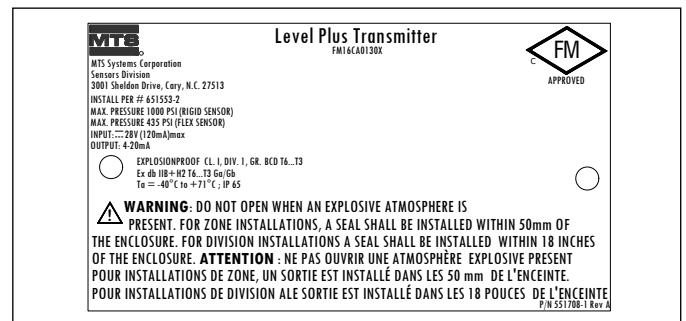 MTS
Level Plus Transmitter
FM16CA0130X
C FM
APPROVED
MTS Systems Corporation
Sensors Division
3001 Sheldon Drive, Cary, N.C. 27513
INSTALL PER # 651553-2
MAX. PRESSURE 1000 PSI (RIGID SENSOR)
MAX. PRESSURE 435 PSI (FLEX SENSOR)
INPUT: ⎓ 28V (120mA)max
OUTPUT: 4-20mA
EXPLOSIONPROOF CL. I, DIV. 1, GR. BCD T6...T3
Ex db IIB+H2 T6...T3 Ga/Gb
Ta = -40°C to +71°C ; IP 65
WARNING: DO NOT OPEN WHEN AN EXPLOSIVE ATMOSPHERE IS
PRESENT. FOR ZONE INSTALLATIONS, A SEAL SHALL BE INSTALLED WITHIN 50mm OF
THE ENCLOSURE. FOR DIVISION INSTALLATIONS A SEAL SHALL BE INSTALLED WITHIN 18 INCHES
OF THE ENCLOSURE. ATTENTION : NE PAS OUVRIR UNE ATMOSPHÈRE EXPLOSIVE PRESENT
POUR INSTALLATIONS DE ZONE, UN SORTIE EST INSTALLÉ DANS LES 50 mm DE L'ENCEINTE.
POUR INSTALLATIONS DE DIVISION ALE SORTIE EST INSTALLÉ DANS LES 18 POUCES DE L'ENCEINTE
P/N 551708-1 Rev A